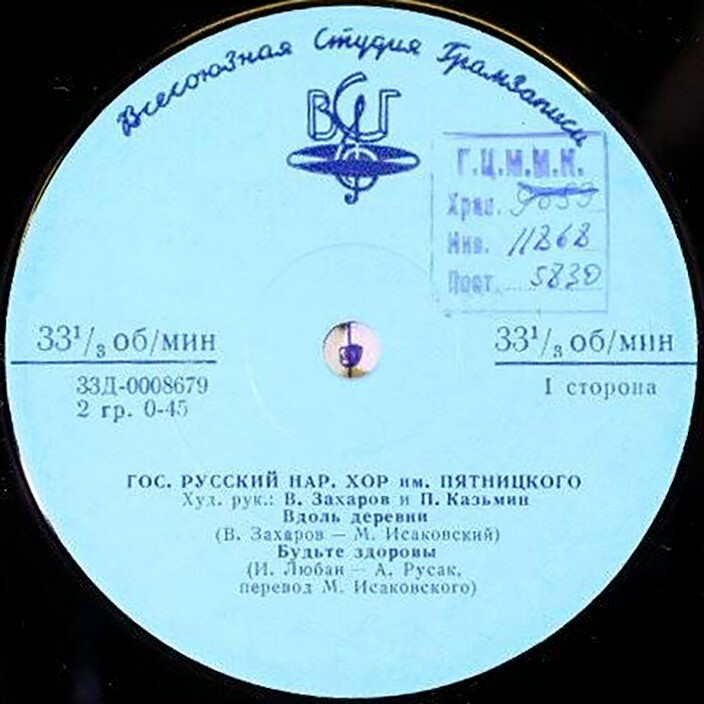 Всесоюзная Студия Грамзаписи
ВСГ
Г.Ц.М.М.К.
Хран.
Инв. 11868
Пост. 5830
33¹/₃ об/мин
33¹/₃ об/мин
33Д-0008679
1 сторона
2 гр. 0-45
ГОС. РУССКИЙ НАР. ХОР им. ПЯТНИЦКОГО
Худ. рук.: В. Захаров и П. Казьмин
Вдоль деревни
(В. Захаров — М. Исаковский)
Будьте здоровы
(И. Любан — А. Русак,
перевод М. Исаковского)